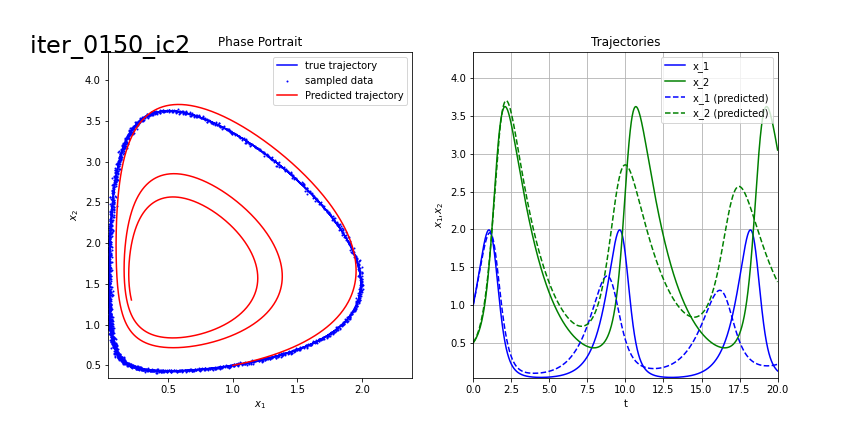 iter_0150_ic2
Phase Portrait
true trajectory
sampled data
Predicted trajectory
x_2
4.0
3.5
3.0
2.5
2.0
1.5
1.0
0.5
0.5
1.0
1.5
2.0
x_1
Trajectories
x_1
x_2
x_1 (predicted)
x_2 (predicted)
x_1,x_2
4.0
3.5
3.0
2.5
2.0
1.5
1.0
0.5
0.0
2.5
5.0
7.5
10.0
12.5
15.0
17.5
20.0
t